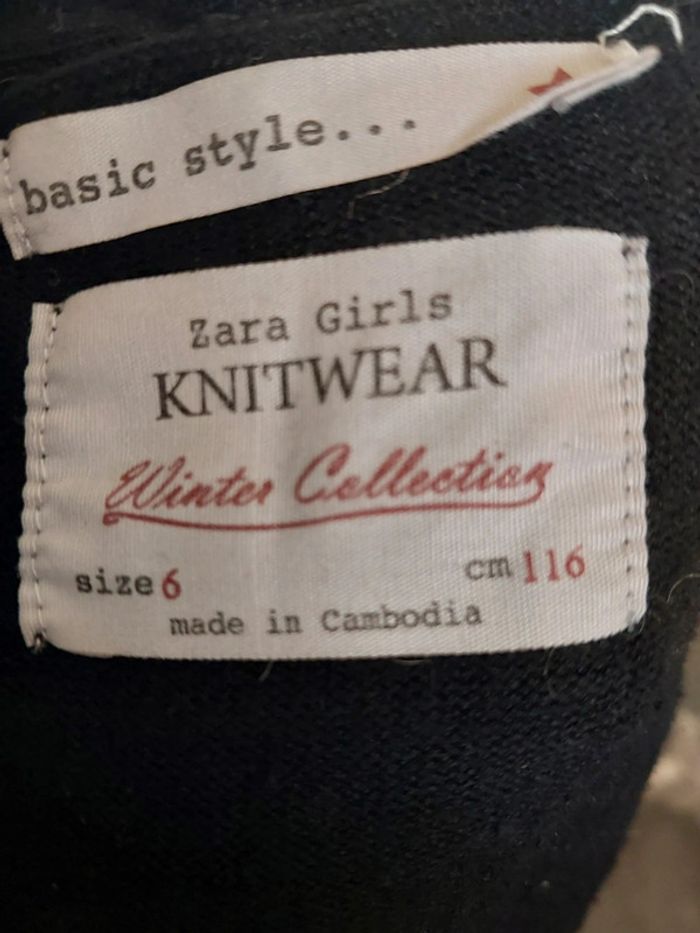 basic style...
Zara Girls
KNITWEAR
Winter Collection
size 6 cm 116
made in Cambodia